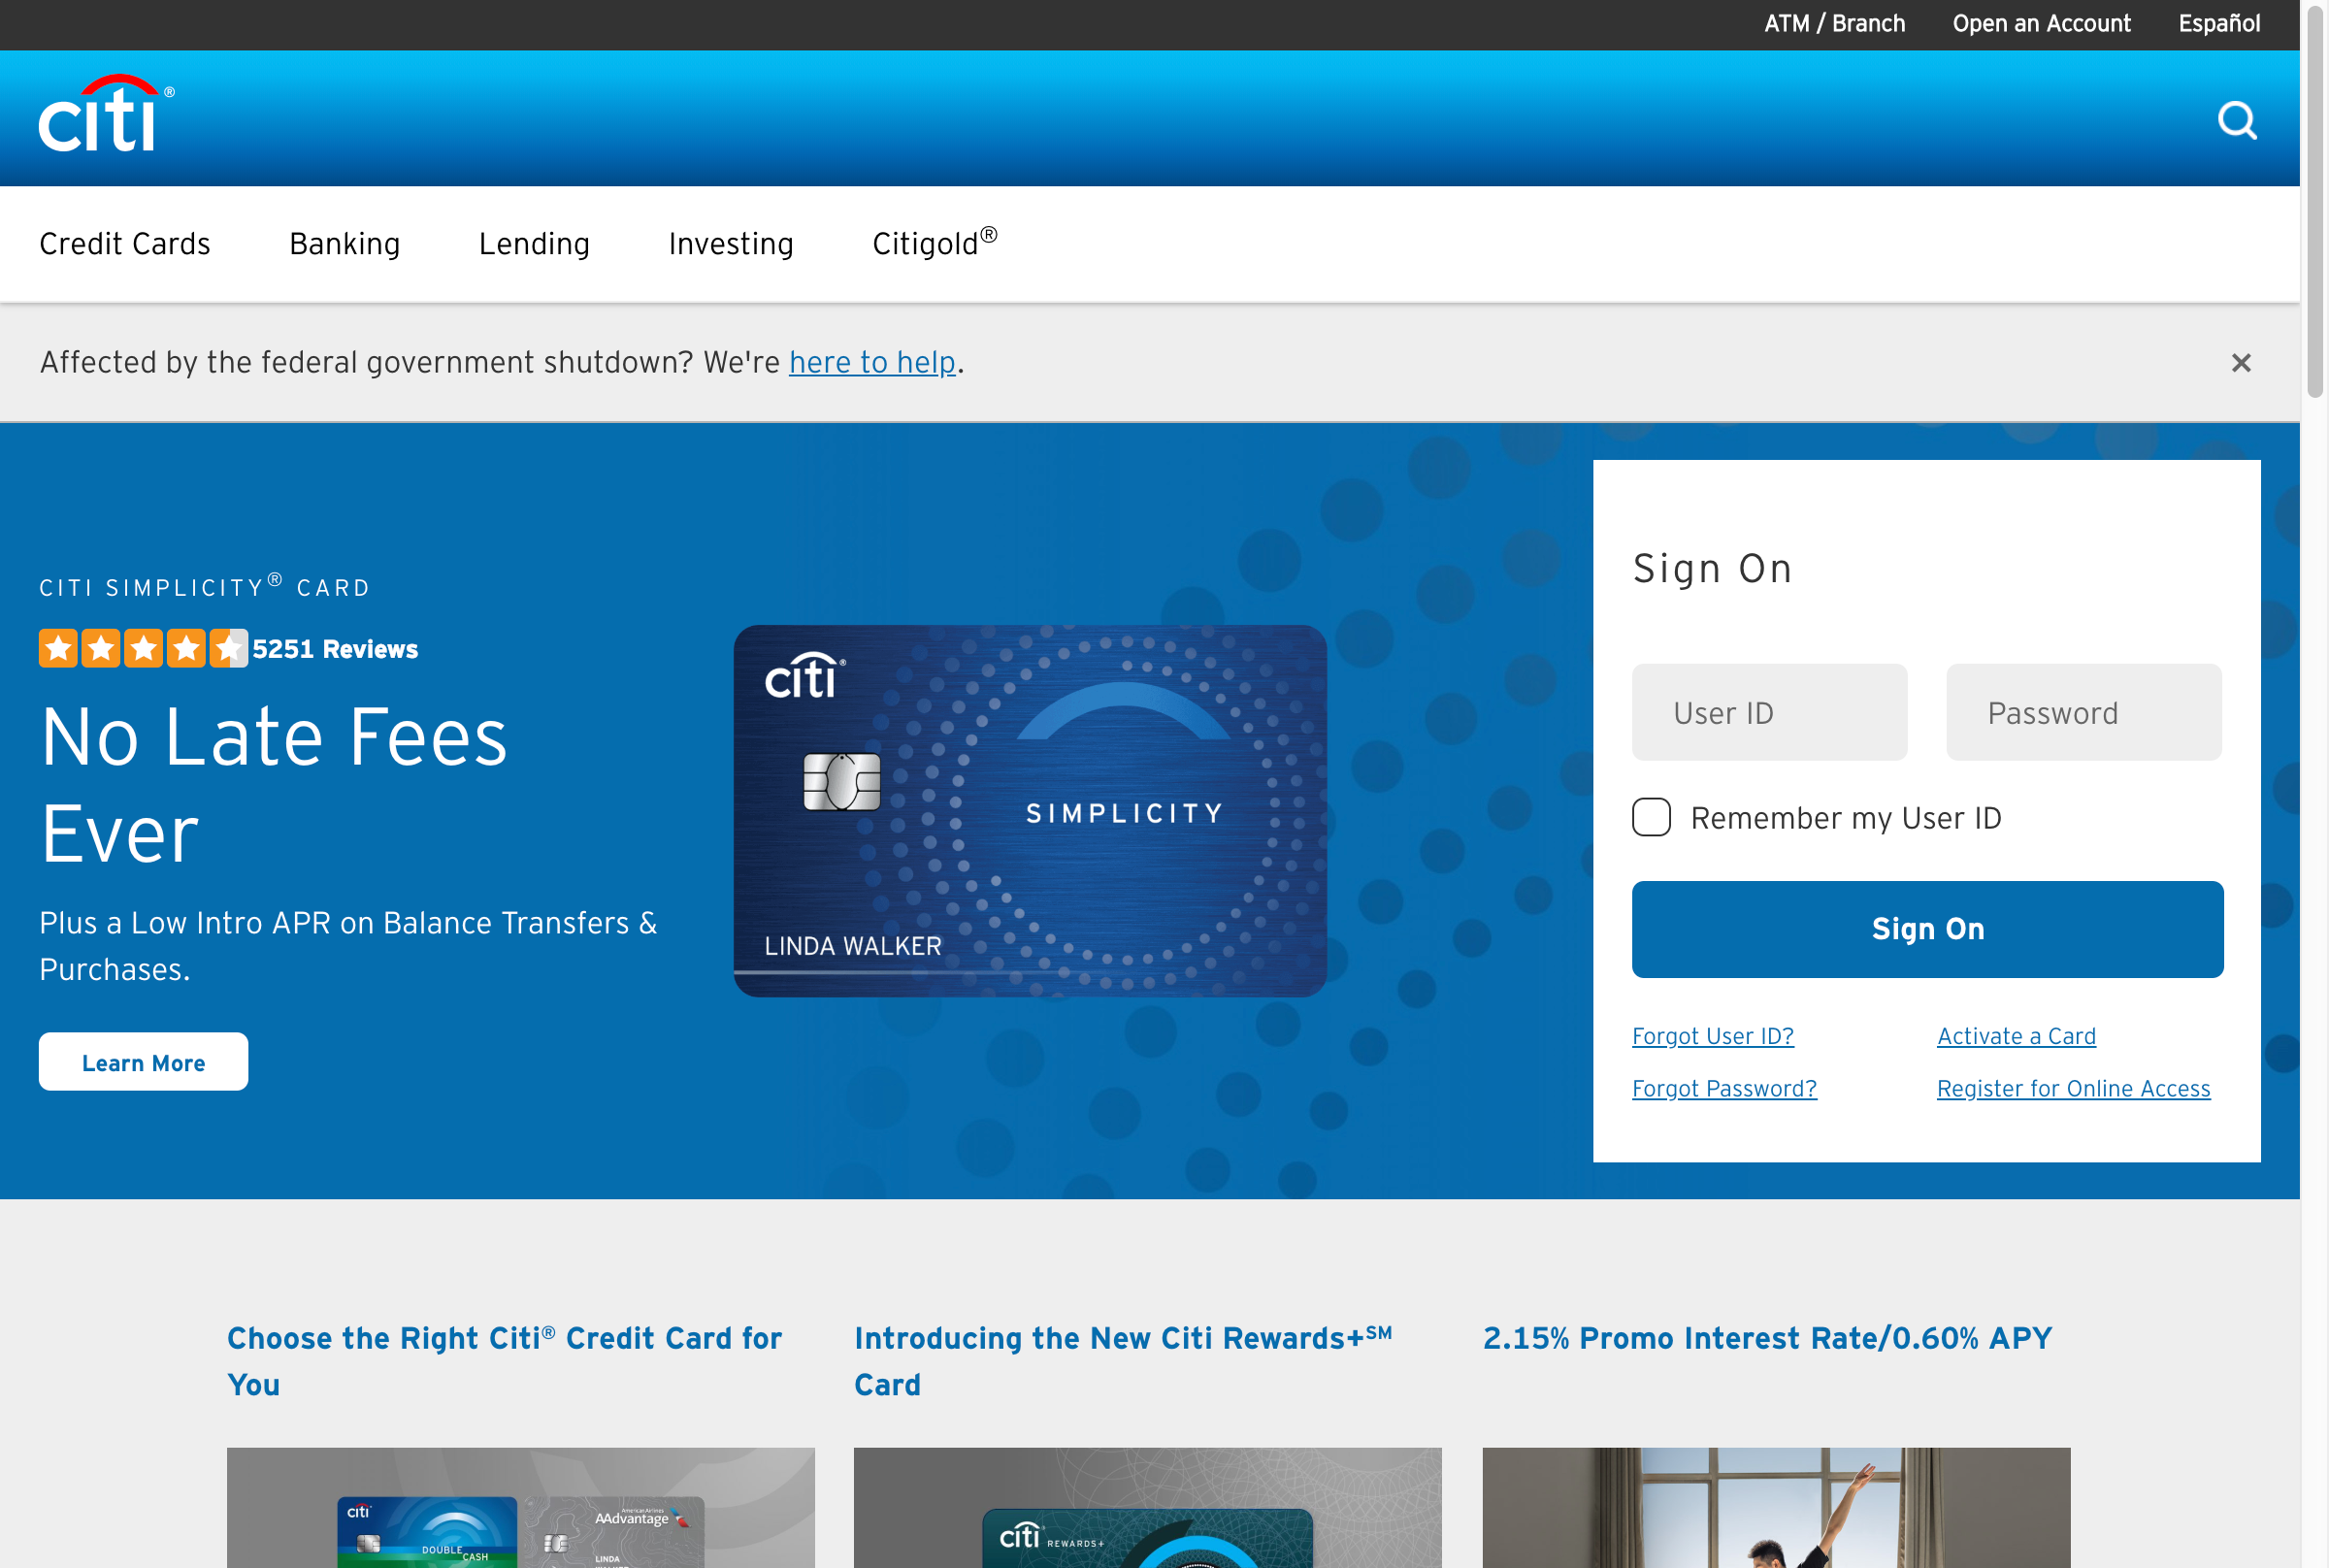 ATM / Branch
Open an Account
Español
citi®
Credit Cards
Banking
Lending
Investing
Citigold®
Affected by the federal government shutdown? We're here to help.
CITI SIMPLICITY® CARD
5251 Reviews
No Late Fees
Ever
Plus a Low Intro APR on Balance Transfers &
Purchases.
Learn More
citi®
SIMPLICITY
LINDA WALKER
Sign On
User ID
Password
Remember my User ID
Sign On
Forgot User ID?
Activate a Card
Forgot Password?
Register for Online Access
Choose the Right Citi® Credit Card for
You
Introducing the New Citi Rewards+℠
Card
2.15% Promo Interest Rate/0.60% APY
citi
DOUBLE
CASH
American Airlines
AAdvantage
LINDA
citi REWARDS+